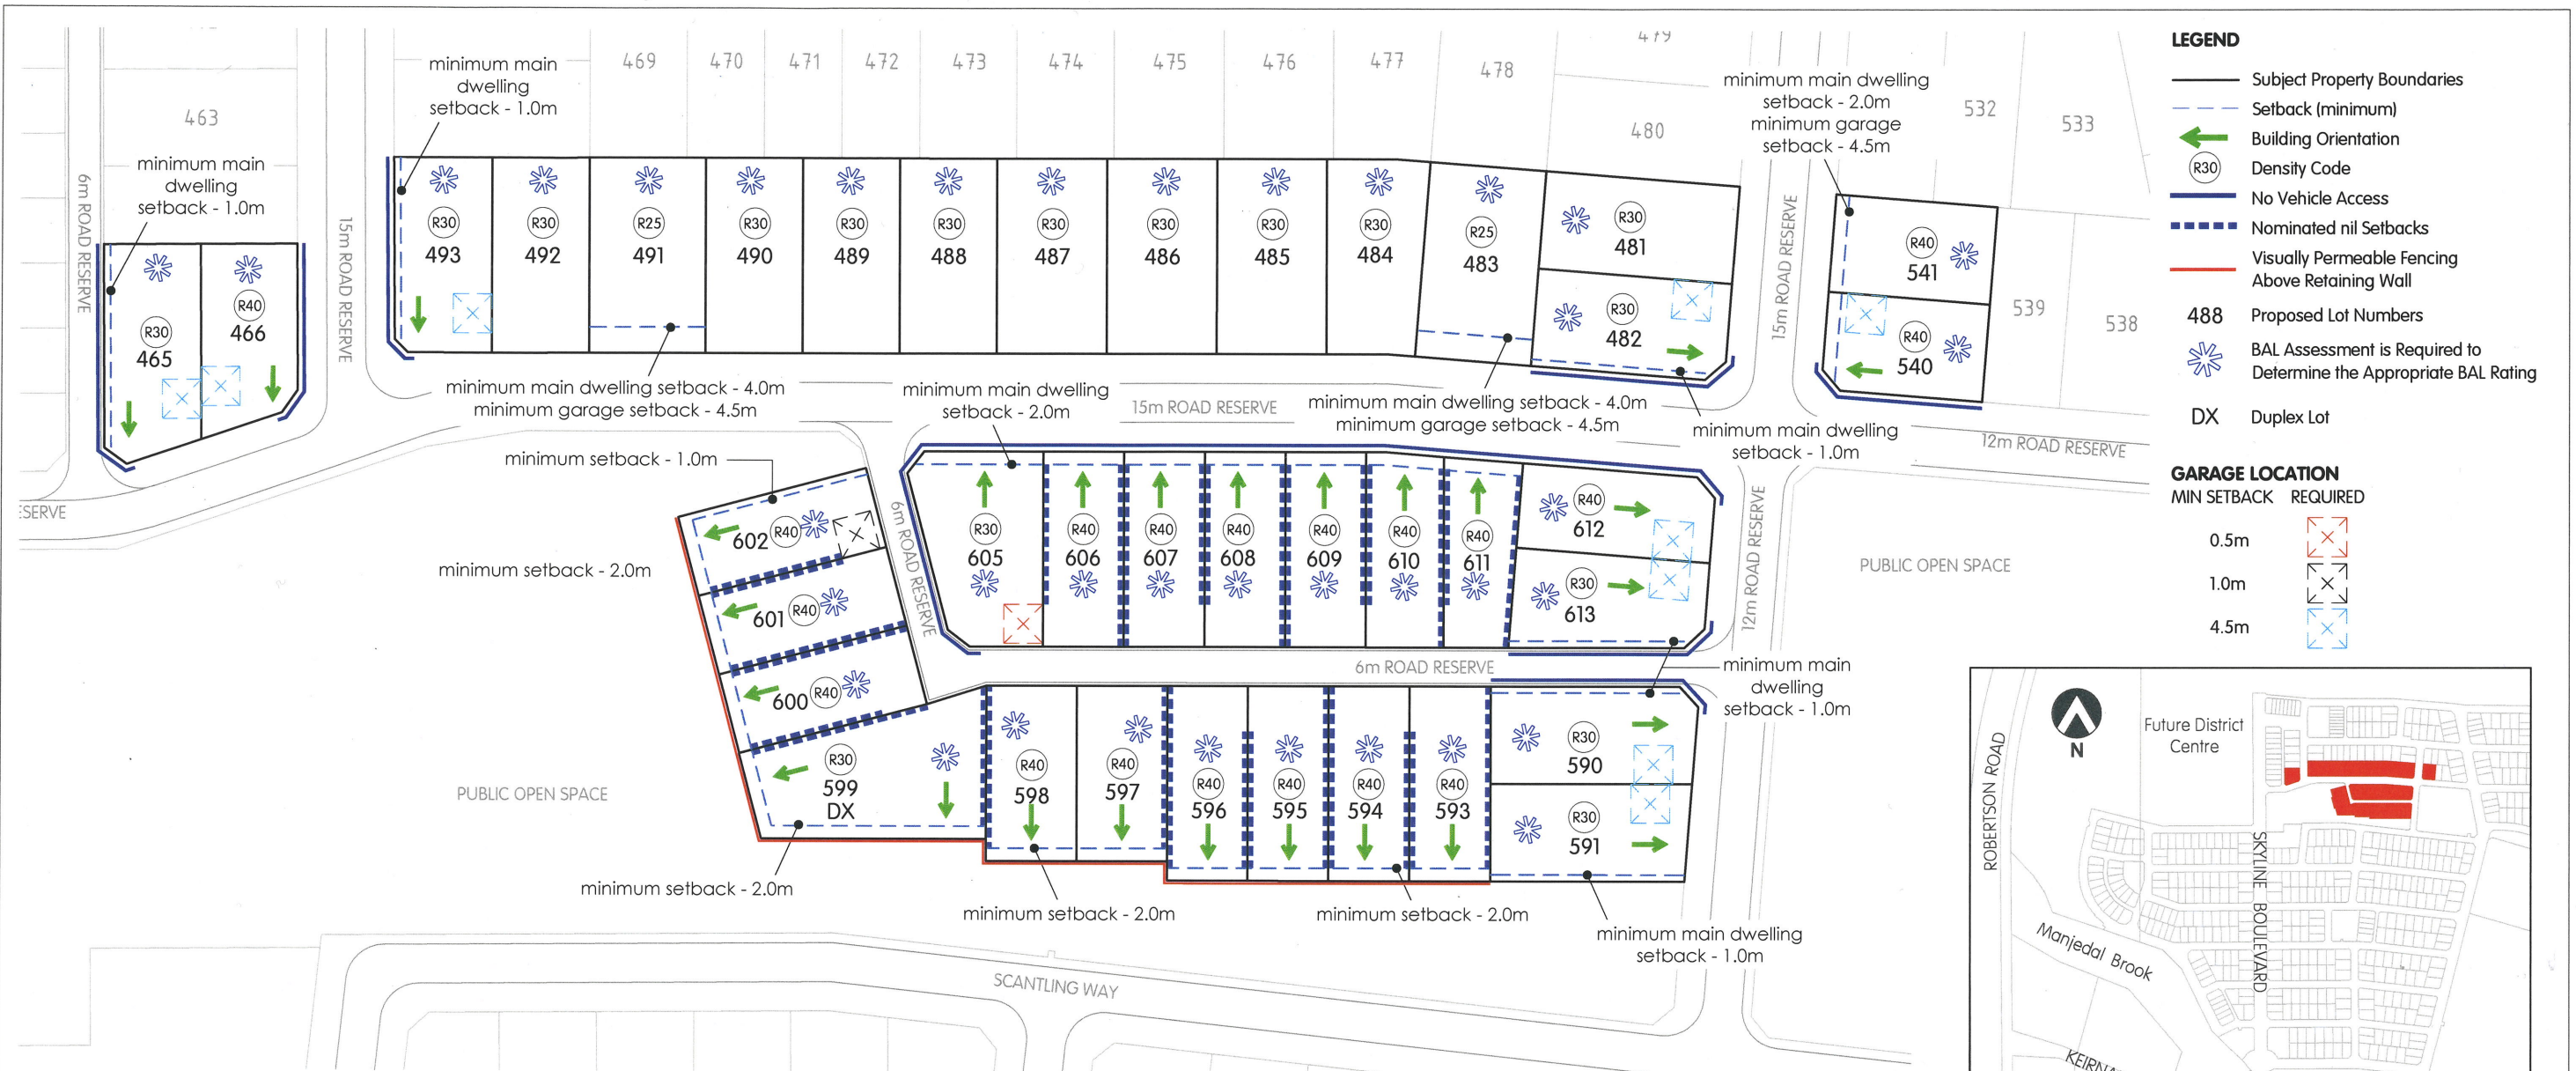 463
469
470
471
472
473
474
475
476
477
478
480
532
533
539
538
6m ROAD RESERVE
15m ROAD RESERVE
minimum main
dwelling
setback - 1.0m
minimum main
dwelling
setback - 1.0m
minimum main dwelling
setback - 2.0m
minimum garage
setback - 4.5m
R30
465
R40
466
R30
493
R30
492
R25
491
R30
490
R30
489
R30
488
R30
487
R30
486
R30
485
R30
484
R25
483
R30
481
R30
482
15m ROAD RESERVE
R40
541
R40
540
minimum main dwelling setback - 4.0m
minimum garage setback - 4.5m
minimum main dwelling
setback - 2.0m
15m ROAD RESERVE
minimum main dwelling setback - 4.0m
minimum garage setback - 4.5m
minimum main dwelling
setback - 1.0m
12m ROAD RESERVE
minimum setback - 1.0m
minimum setback - 2.0m
602 R40
601 R40
600 R40
R30
599
DX
6m ROAD RESERVE
R30
605
R40
606
R40
607
R40
608
R40
609
R40
610
R40
611
R40
612
R30
613
12m ROAD RESERVE
PUBLIC OPEN SPACE
6m ROAD RESERVE
minimum main
dwelling
setback - 1.0m
R40
598
R40
597
R40
596
R40
595
R40
594
R40
593
R30
590
R30
591
PUBLIC OPEN SPACE
minimum setback - 2.0m
minimum setback - 2.0m
minimum setback - 2.0m
minimum main dwelling
setback - 1.0m
SCANTLING WAY
LEGEND
Subject Property Boundaries
Setback (minimum)
Building Orientation
R30 Density Code
No Vehicle Access
Nominated nil Setbacks
Visually Permeable Fencing
Above Retaining Wall
488 Proposed Lot Numbers
BAL Assessment is Required to
Determine the Appropriate BAL Rating
DX Duplex Lot
GARAGE LOCATION
MIN SETBACK REQUIRED
0.5m
1.0m
4.5m
N
Future District
Centre
ROBERTSON ROAD
SKYLINE BOULEVARD
Manjedal Brook